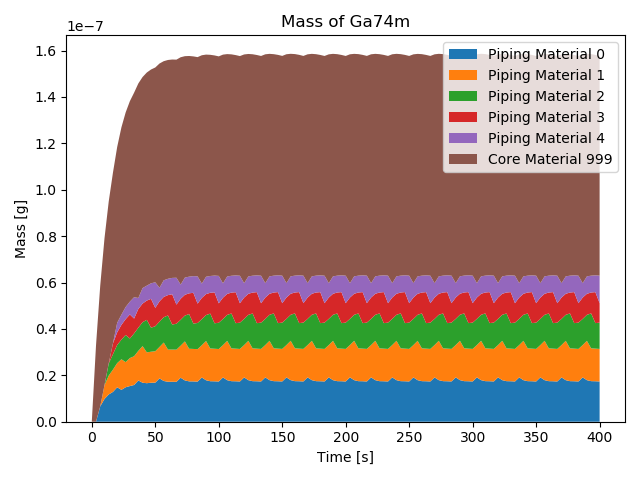 Mass of Ga74m
1e−7
Piping Material 0
Piping Material 1
Piping Material 2
Piping Material 3
Piping Material 4
Core Material 999
1.6
1.4
1.2
1.0
0.8
0.6
0.4
0.2
0.0
Mass [g]
0 50 100 150 200 250 300 350 400
Time [s]